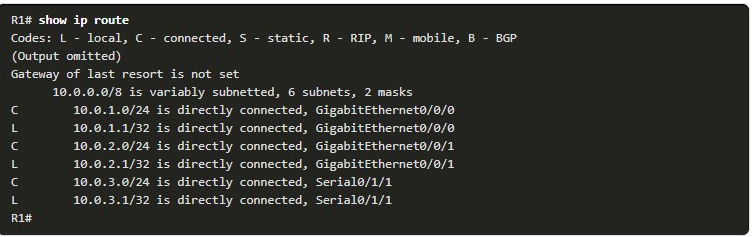 R1# show ip route
Codes: L - local, C - connected, S - static, R - RIP, M - mobile, B - BGP
(Output omitted)
Gateway of last resort is not set
10.0.0.0/8 is variably subnetted, 6 subnets, 2 masks
C 10.0.1.0/24 is directly connected, GigabitEthernet0/0/0
L 10.0.1.1/32 is directly connected, GigabitEthernet0/0/0
C 10.0.2.0/24 is directly connected, GigabitEthernet0/0/1
L 10.0.2.1/32 is directly connected, GigabitEthernet0/0/1
C 10.0.3.0/24 is directly connected, Serial0/1/1
L 10.0.3.1/32 is directly connected, Serial0/1/1
R1#